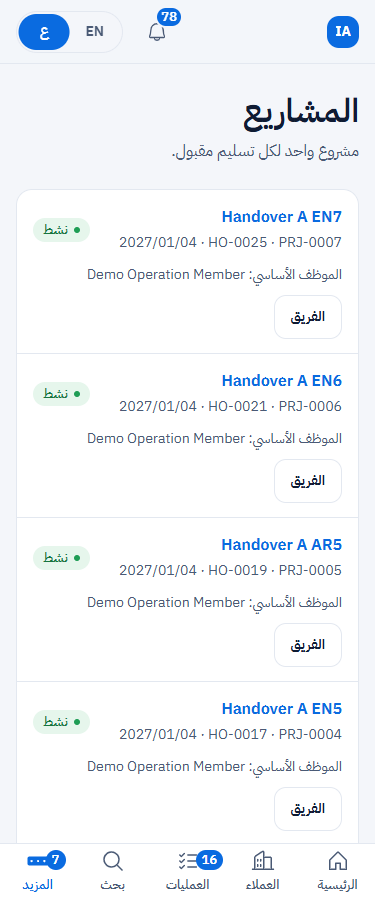 IA
78
EN
ع
المشاريع
مشروع واحد لكل تسليم مقبول.
Handover A EN7
نشط
PRJ-0007 · HO-0025 · 2027/01/04
الموظف الأساسي: Demo Operation Member
الفريق
Handover A EN6
نشط
PRJ-0006 · HO-0021 · 2027/01/04
الموظف الأساسي: Demo Operation Member
الفريق
Handover A AR5
نشط
PRJ-0005 · HO-0019 · 2027/01/04
الموظف الأساسي: Demo Operation Member
الفريق
Handover A EN5
نشط
PRJ-0004 · HO-0017 · 2027/01/04
الموظف الأساسي: Demo Operation Member
الفريق
الرئيسية
العملاء
16
العمليات
بحث
7
المزيد